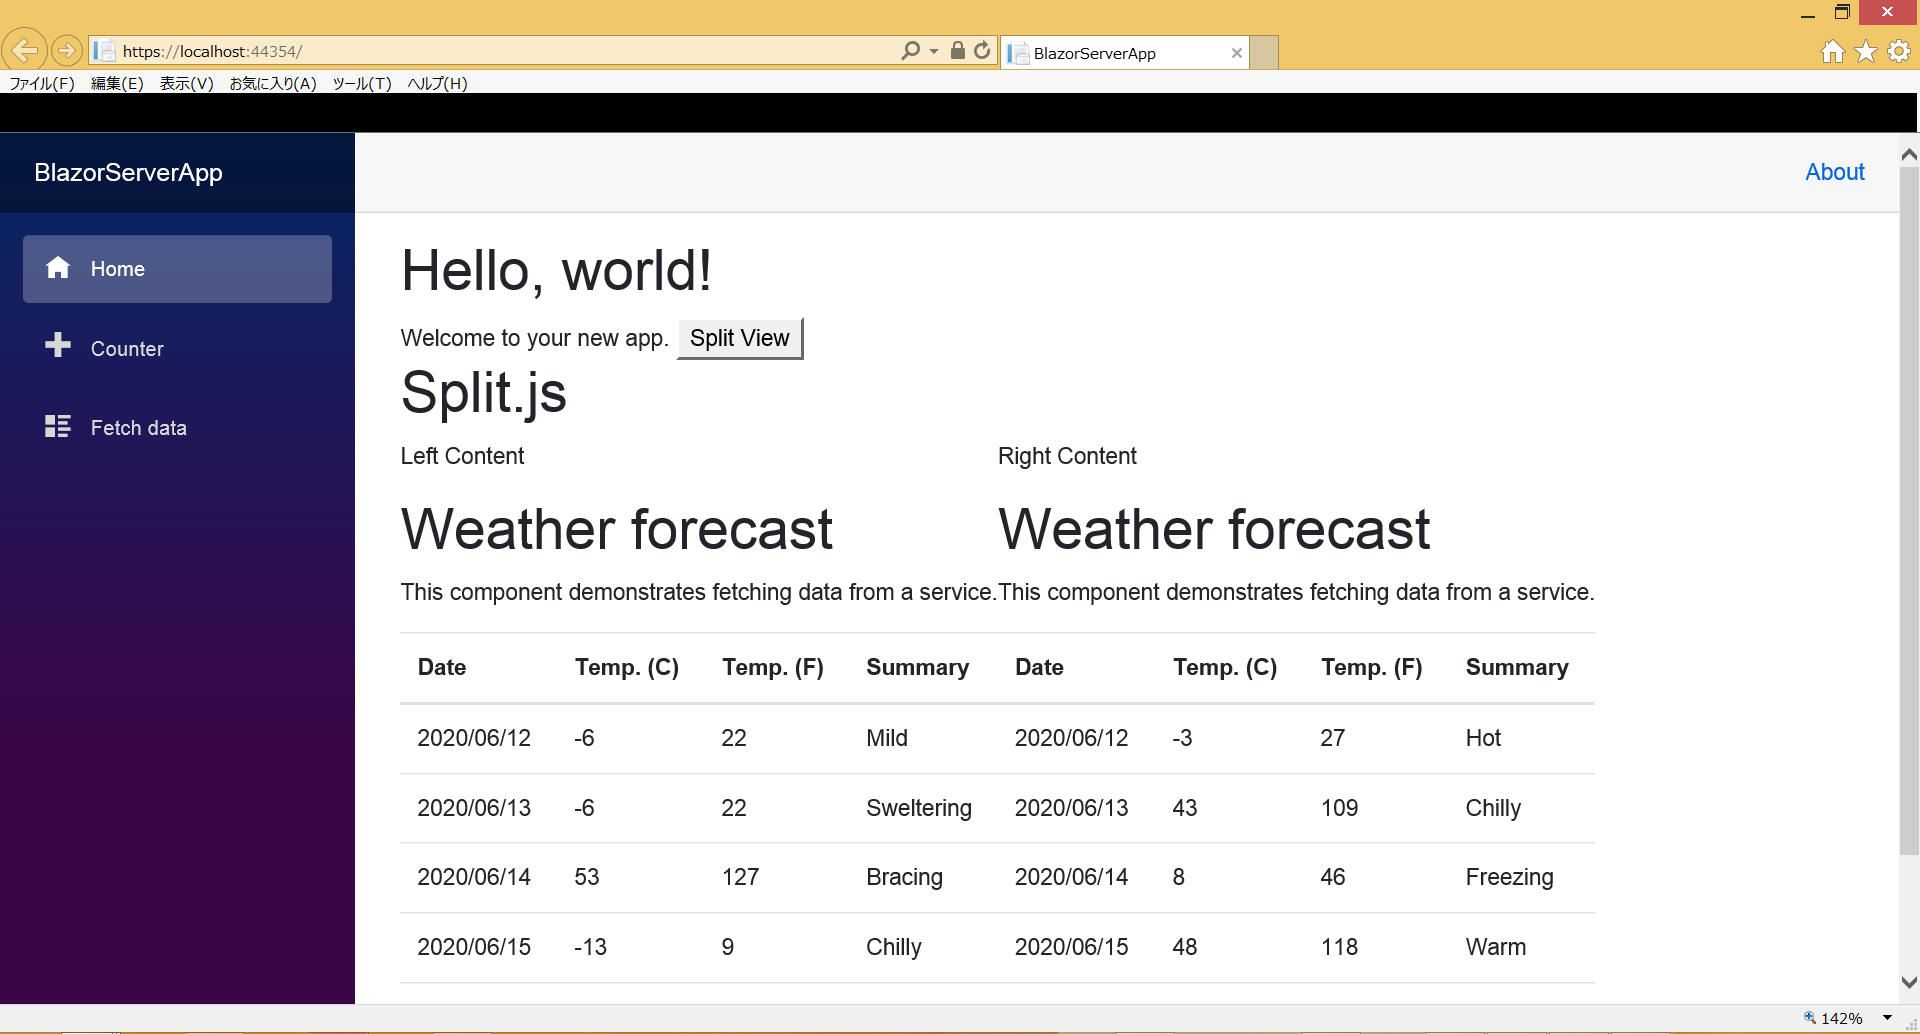 https://localhost:44354/
BlazorServerApp
ファイル(F) 編集(E) 表示(V) お気に入り(A) ツール(T) ヘルプ(H)
BlazorServerApp
About
Home
Counter
Fetch data
Hello, world!
Welcome to your new app. Split View
Split.js
Left Content Right Content
Weather forecast Weather forecast
This component demonstrates fetching data from a service. This component demonstrates fetching data from a service.
Date Temp. (C) Temp. (F) Summary Date Temp. (C) Temp. (F) Summary
2020/06/12 -6 22 Mild 2020/06/12 -3 27 Hot
2020/06/13 -6 22 Sweltering 2020/06/13 43 109 Chilly
2020/06/14 53 127 Bracing 2020/06/14 8 46 Freezing
2020/06/15 -13 9 Chilly 2020/06/15 48 118 Warm
142%